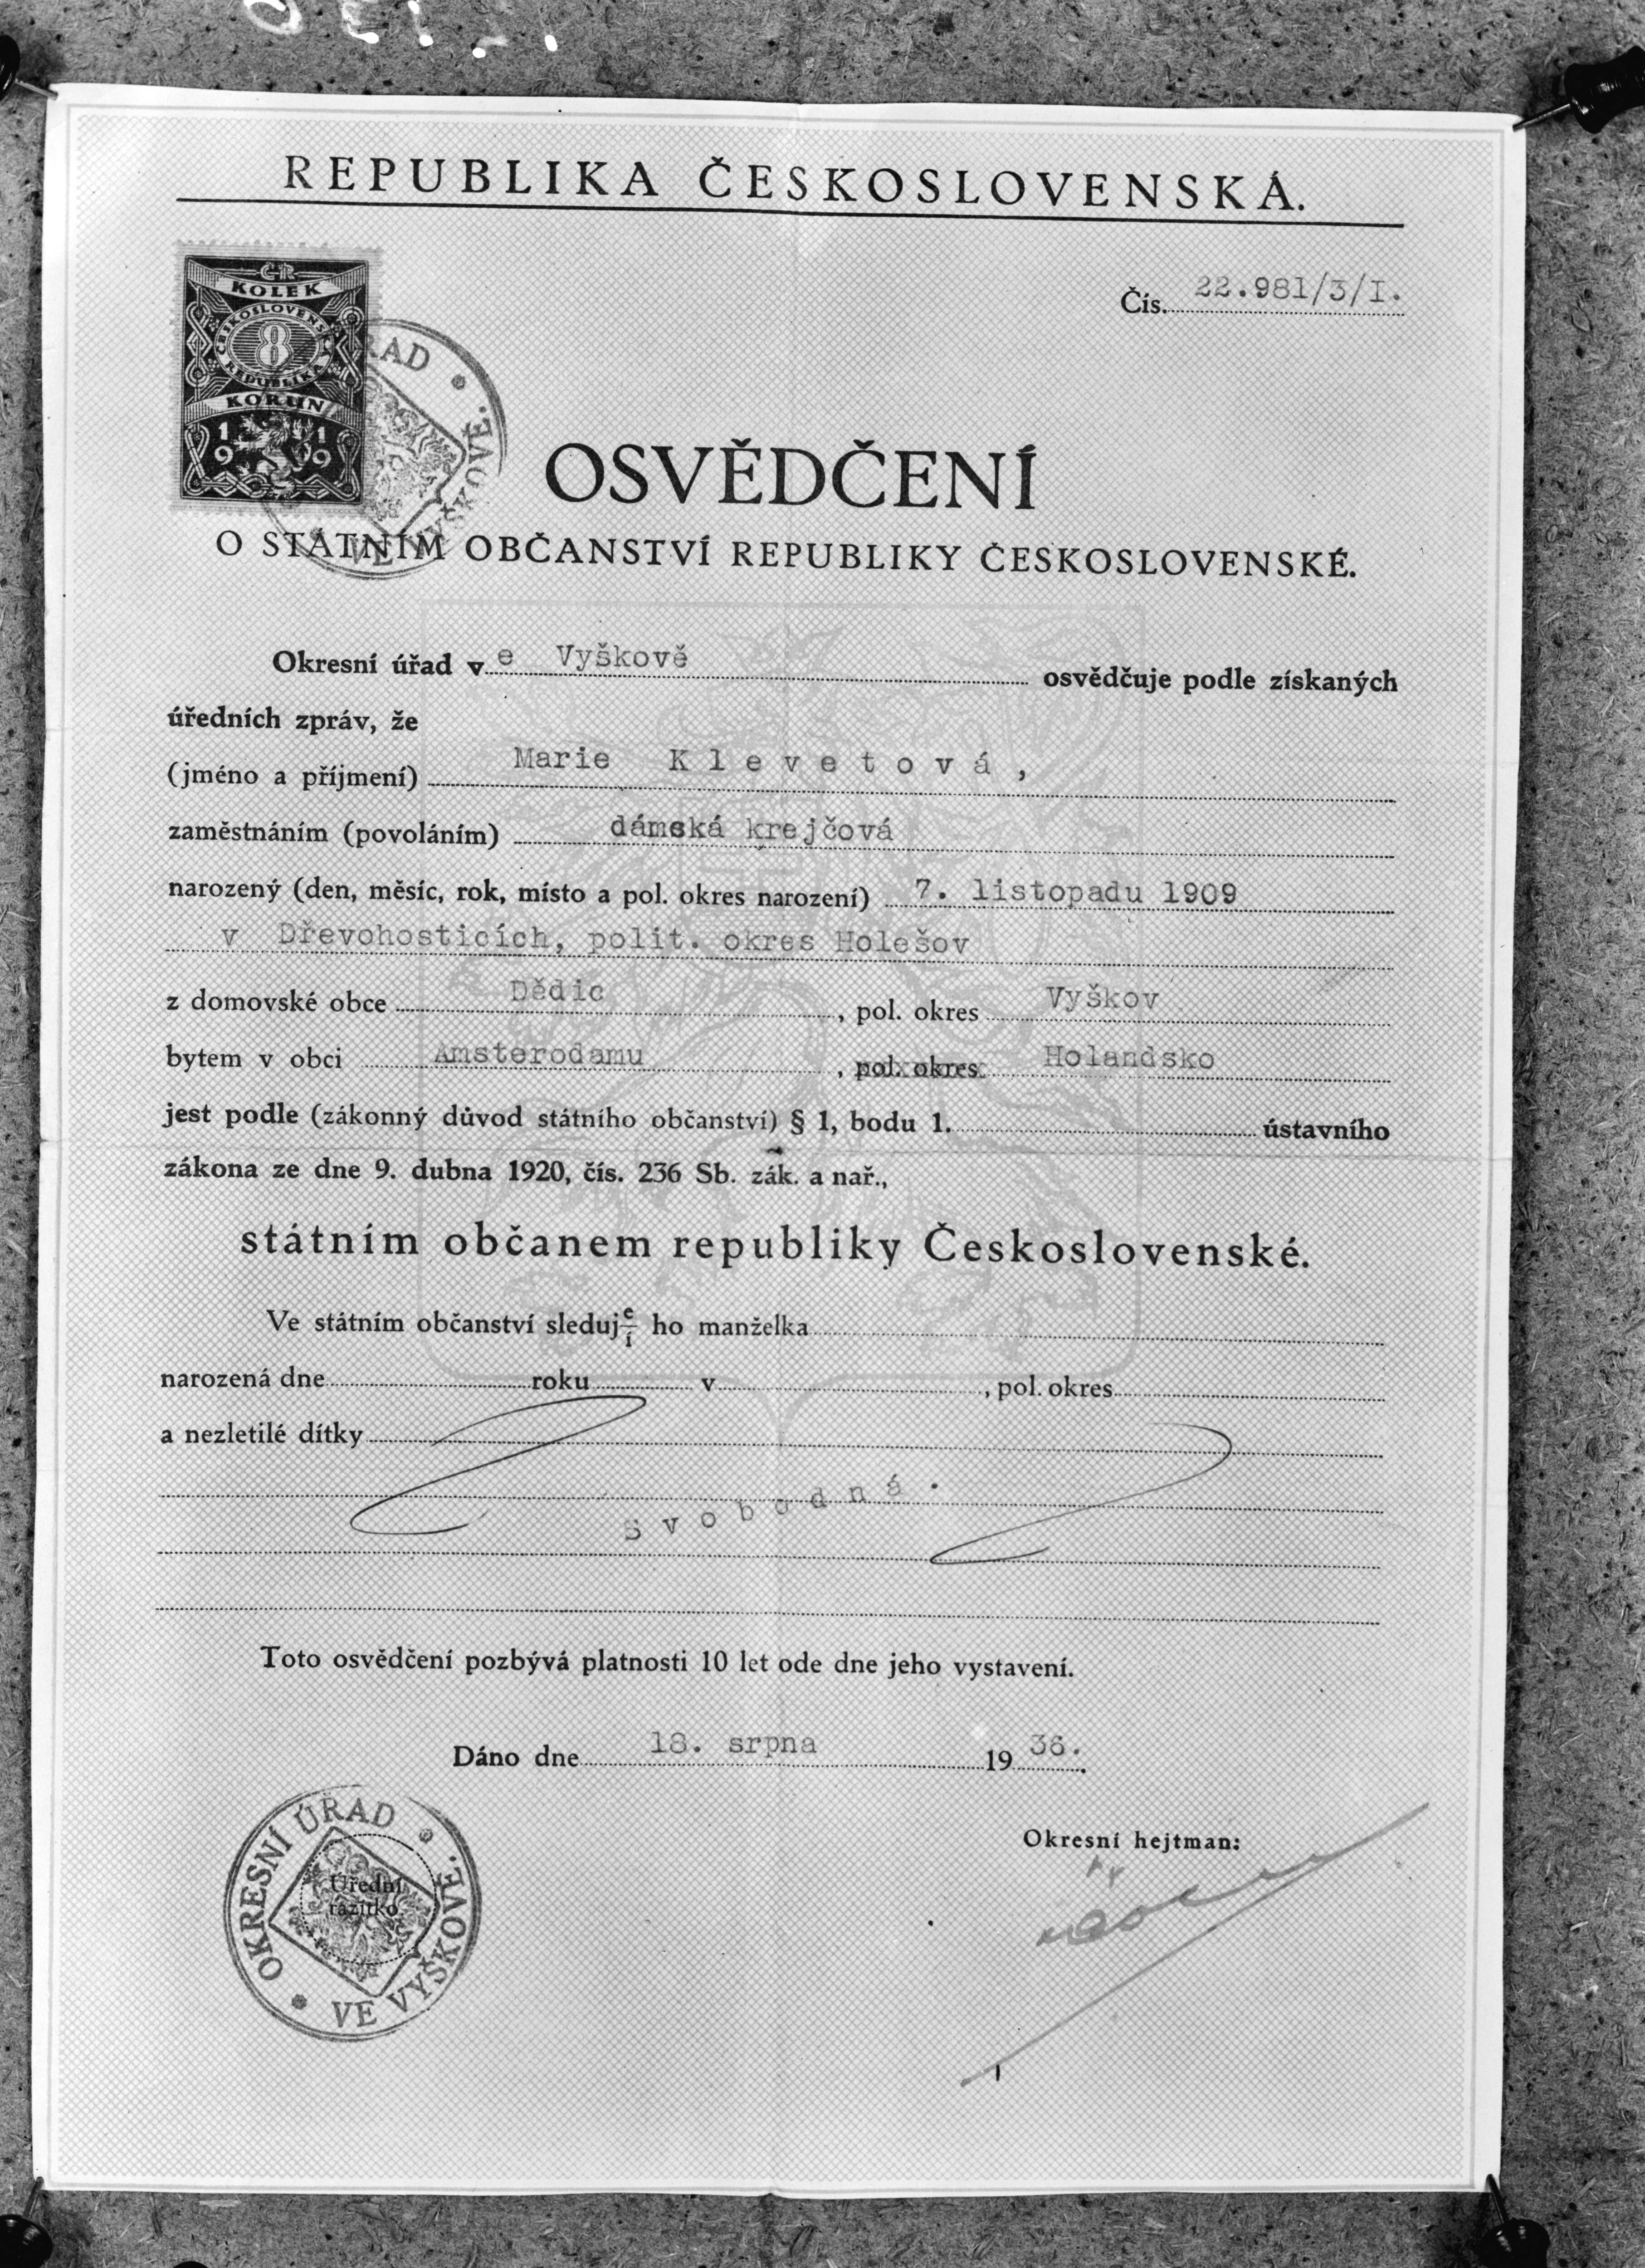 REPUBLIKA ČESKOSLOVENSKÁ.
ČR
KOLEK
ČESKOSLOVENSKÁ
8
REPUBLIKA
KORUN
1919
ÚŘAD
VE VYŠKOVĚ.
Čís. 22.981/3/I.
OSVĚDČENÍ
O STÁTNÍM OBČANSTVÍ REPUBLIKY ČESKOSLOVENSKÉ.
Okresní úřad v e Vyškově osvědčuje podle získaných
úředních zpráv, že
(jméno a příjmení) Marie Klevetová,
zaměstnáním (povoláním) dámská krejčová
narozený (den, měsíc, rok, místo a pol. okres narození) 7. listopadu 1909
v Dřevohosticích, polit. okres Holešov
z domovské obce Dědic, pol. okres Vyškov
bytem v obci Amsterodamu, pol. okres Holandsko
jest podle (zákonný důvod státního občanství) § 1, bodu 1. ústavního
zákona ze dne 9. dubna 1920, čís. 236 Sb. zák. a nař.,
státním občanem republiky Československé.
Ve státním občanství sleduj e/í ho manželka
narozená dne roku v , pol. okres
a nezletilé dítky
Svobodná.
Toto osvědčení pozbývá platnosti 10 let ode dne jeho vystavení.
Dáno dne 18. srpna 1936.
Okresní hejtman:
OKRESNÍ ÚŘAD
VE VYŠKOVĚ.
Úřední
razítko.